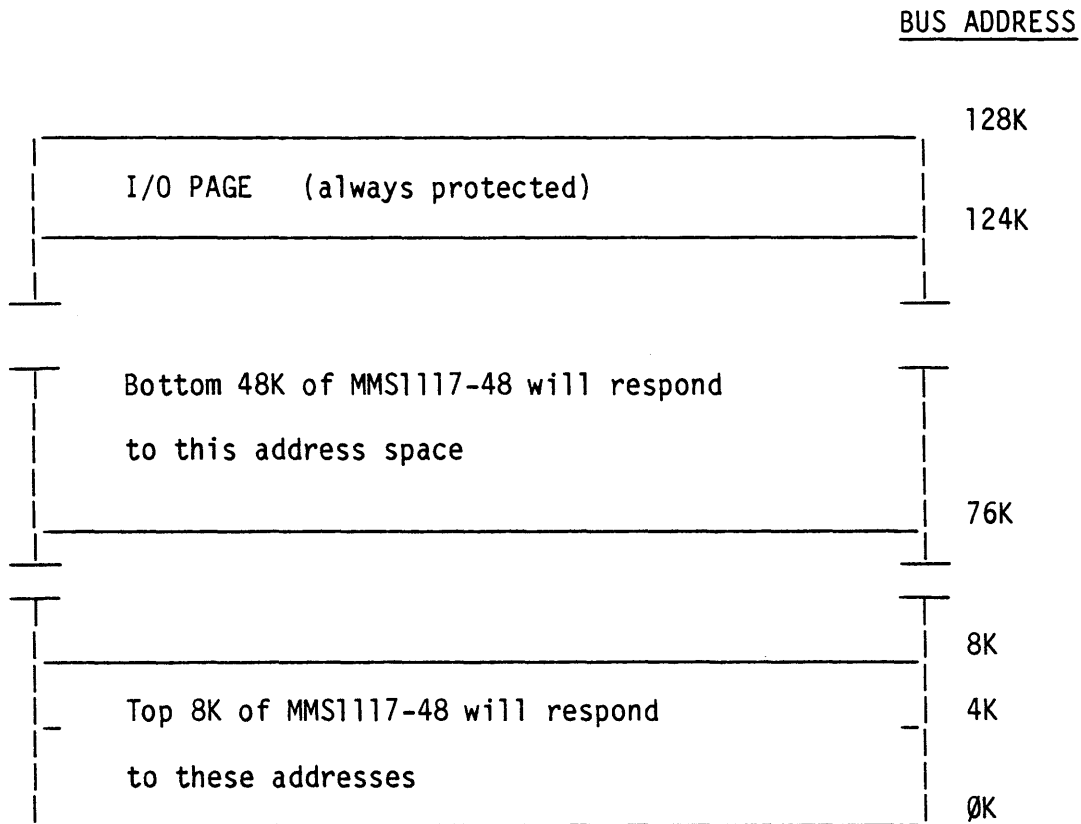 BUS ADDRESS
128K
I/O PAGE (always protected)
124K
Bottom 48K of MMS1117-48 will respond
to this address space
76K
8K
Top 8K of MMS1117-48 will respond
4K
to these addresses
ØK